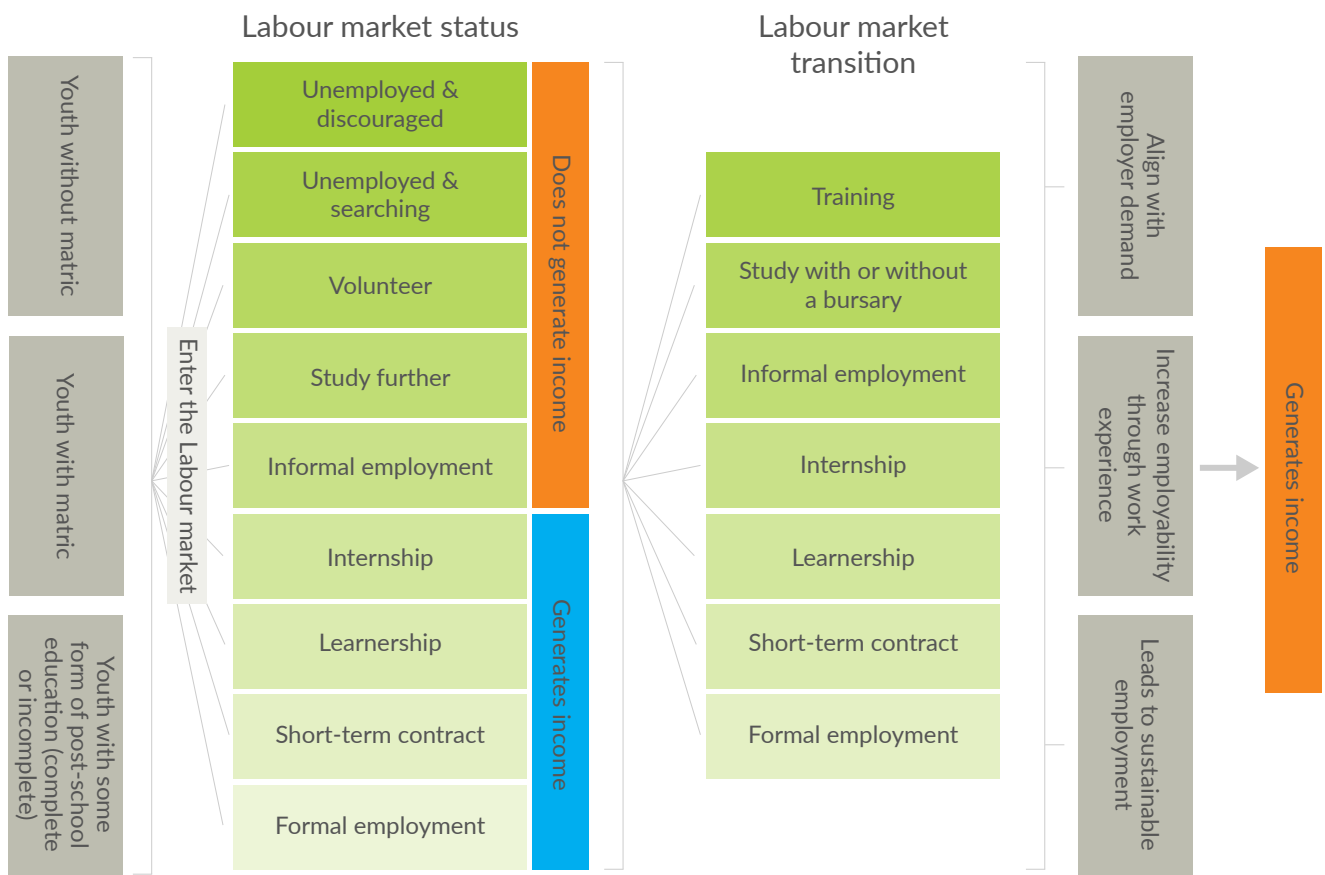 Labour market status
Labour market
transition
Youth without matric
Youth with matric
Youth with some
form of post-school
education (complete
or incomplete)
Enter the Labour market
Unemployed &
discouraged
Unemployed &
searching
Volunteer
Study further
Informal employment
Internship
Learnership
Short-term contract
Formal employment
Does not generate income
Generates income
Training
Study with or without
a bursary
Informal employment
Internship
Learnership
Short-term contract
Formal employment
Align with
employer demand
Increase employability
through work
experience
Leads to sustainable
employment
Generates income